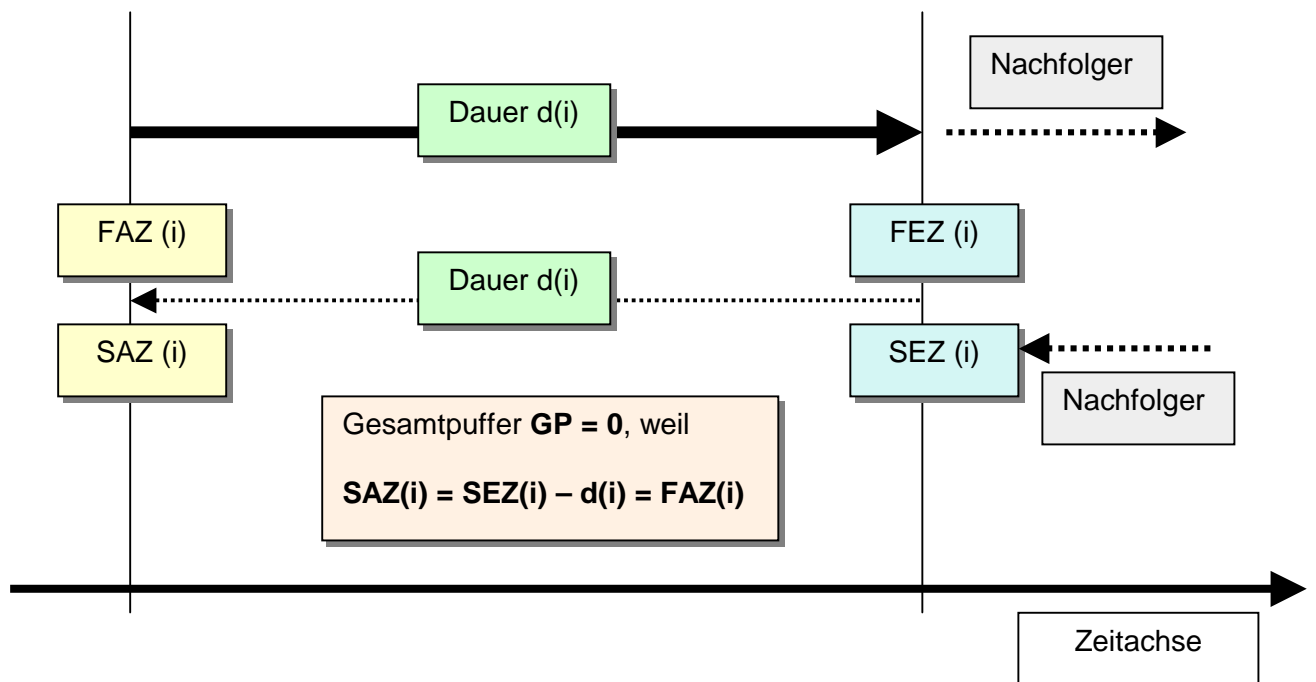 Nachfolger
Dauer d(i)
FAZ (i)
FEZ (i)
Dauer d(i)
SAZ (i)
SEZ (i)
Nachfolger
Gesamtpuffer GP = 0, weil
SAZ(i) = SEZ(i) – d(i) = FAZ(i)
Zeitachse